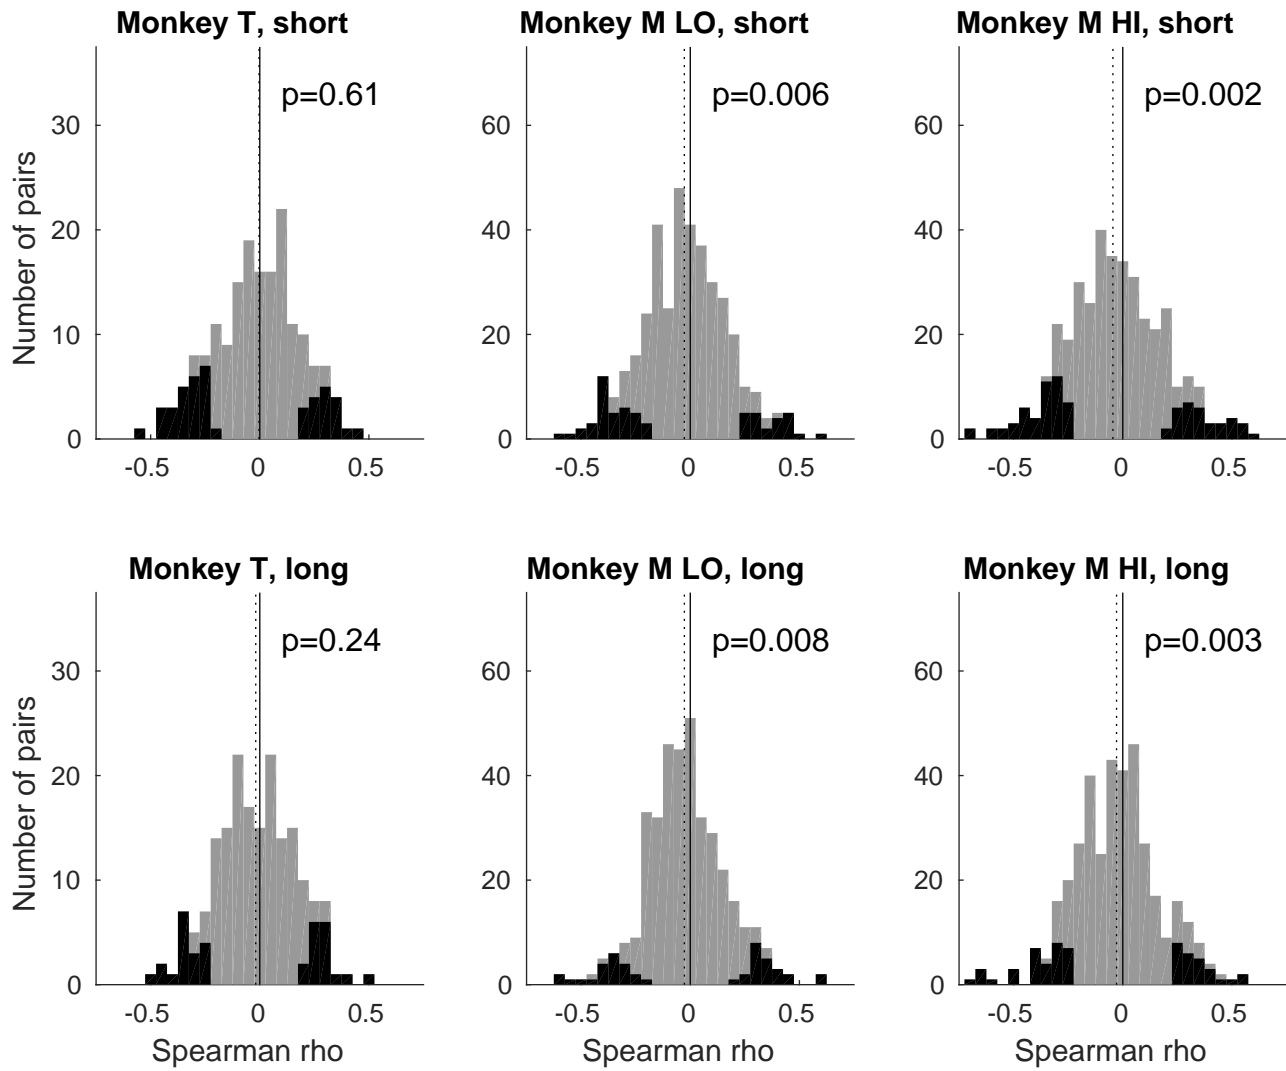 Monkey T, short
p=0.61
Number of pairs
30
20
10
0
-0.5 0 0.5
Monkey M LO, short
p=0.006
60
40
20
0
-0.5 0 0.5
Monkey M HI, short
p=0.002
60
40
20
0
-0.5 0 0.5
Monkey T, long
p=0.24
Number of pairs
30
20
10
0
-0.5 0 0.5
Spearman rho
Monkey M LO, long
p=0.008
60
40
20
0
-0.5 0 0.5
Spearman rho
Monkey M HI, long
p=0.003
60
40
20
0
-0.5 0 0.5
Spearman rho